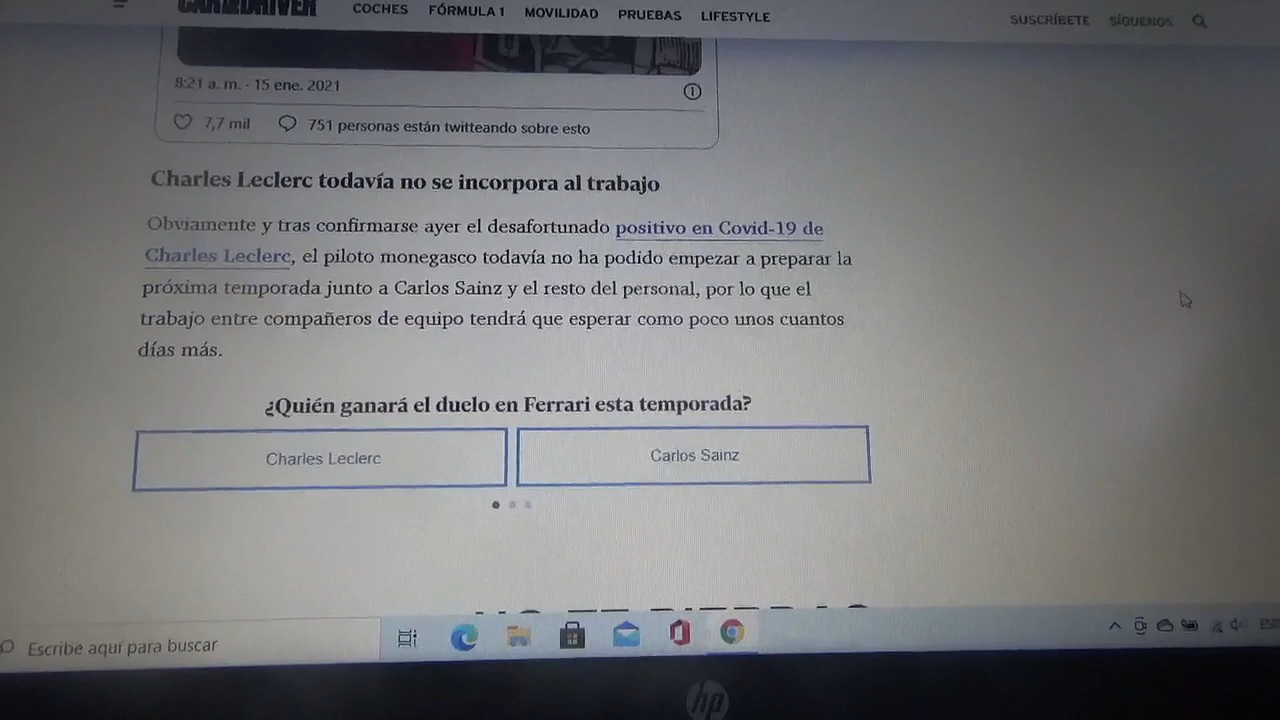 CAR AND DRIVER
COCHES FÓRMULA 1 MOVILIDAD PRUEBAS LIFESTYLE
SUSCRÍBETE SÍGUENOS
8:21 a. m. · 15 ene. 2021
7,7 mil 751 personas están twitteando sobre esto
Charles Leclerc todavía no se incorpora al trabajo
Obviamente y tras confirmarse ayer el desafortunado positivo en Covid-19 de
Charles Leclerc, el piloto monegasco todavía no ha podido empezar a preparar la
próxima temporada junto a Carlos Sainz y el resto del personal, por lo que el
trabajo entre compañeros de equipo tendrá que esperar como poco unos cuantos
días más.
¿Quién ganará el duelo en Ferrari esta temporada?
Charles Leclerc
Carlos Sainz
Escribe aquí para buscar
hp